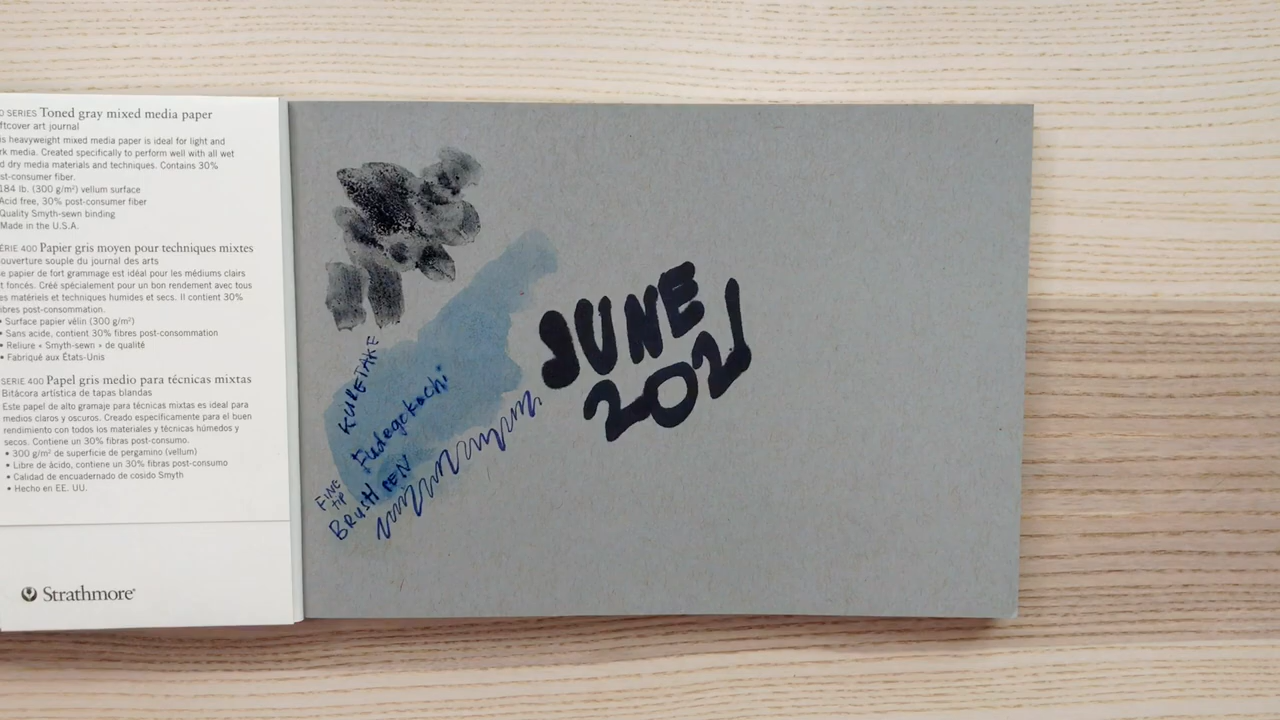 SERIES Toned gray mixed media paper
ftcover art journal
is heavyweight mixed media paper is ideal for light and
rk media. Created specifically to perform well with all wet
d dry media materials and techniques. Contains 30%
st-consumer fiber.
184 lb. (300 g/m²) vellum surface
Acid free, 30% post-consumer fiber
Quality Smyth-sewn binding
Made in the U.S.A.
ÉRIE 400 Papier gris moyen pour techniques mixtes
ouverture souple du journal des arts
e papier de fort grammage est idéal pour les médiums clairs
t foncés. Créé spécialement pour un bon rendement avec tous
es matériels et techniques humides et secs. Il contient 30%
ibres post-consommation.
• Surface papier vélin (300 g/m²)
• Sans acide, contient 30% fibres post-consommation
• Reliure « Smyth-sewn » de qualité
• Fabriqué aux États-Unis
SERIE 400 Papel gris medio para técnicas mixtas
Bitácora artística de tapas blandas
Este papel de alto gramaje para técnicas mixtas es ideal para
medios claros y oscuros. Creado específicamente para el buen
rendimiento con todos los materiales y técnicas húmedos y
secos. Contiene un 30% fibras post-consumo.
• 300 g/m² de superficie de pergamino (vellum)
• Libre de ácido, contiene un 30% fibras post-consumo
• Calidad de encuadernado de cosido Smyth
• Hecho en EE. UU.
Strathmore®
KURETAKE
Fudegokochi
FINE
tip
BRUSH PEN
JUNE
2021